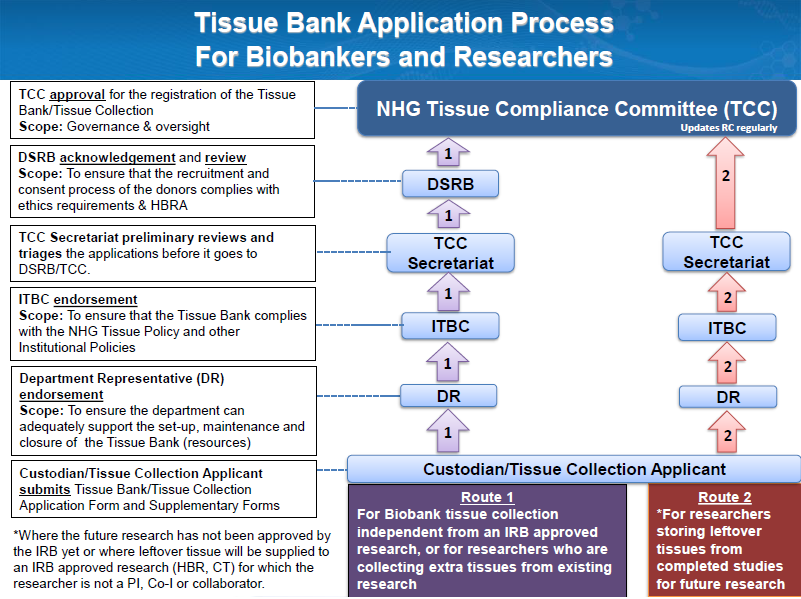 Tissue Bank Application Process
For Biobankers and Researchers
TCC approval for the registration of the Tissue
Bank/Tissue Collection
Scope: Governance & oversight
NHG Tissue Compliance Committee (TCC)
Updates RC regularly
DSRB acknowledgement and review
Scope: To ensure that the recruitment and
consent process of the donors complies with
ethics requirements & HBRA
1
DSRB
1
2
TCC Secretariat preliminary reviews and
triages the applications before it goes to
DSRB/TCC.
TCC
Secretariat
TCC
Secretariat
ITBC endorsement
Scope: To ensure that the Tissue Bank complies
with the NHG Tissue Policy and other
Institutional Policies
1
ITBC
2
ITBC
Department Representative (DR)
endorsement
Scope: To ensure the department can
adequately support the set-up, maintenance and
closure of the Tissue Bank (resources)
1
DR
2
DR
1
2
Custodian/Tissue Collection Applicant
submits Tissue Bank/Tissue Collection
Application Form and Supplementary Forms
Custodian/Tissue Collection Applicant
*Where the future research has not been approved by
the IRB yet or where leftover tissue will be supplied to
an IRB approved research (HBR, CT) for which the
researcher is not a PI, Co-I or collaborator.
Route 1
For Biobank tissue collection
independent from an IRB approved
research, or for researchers who are
collecting extra tissues from existing
research
Route 2
*For researchers
storing leftover
tissues from
completed studies
for future research